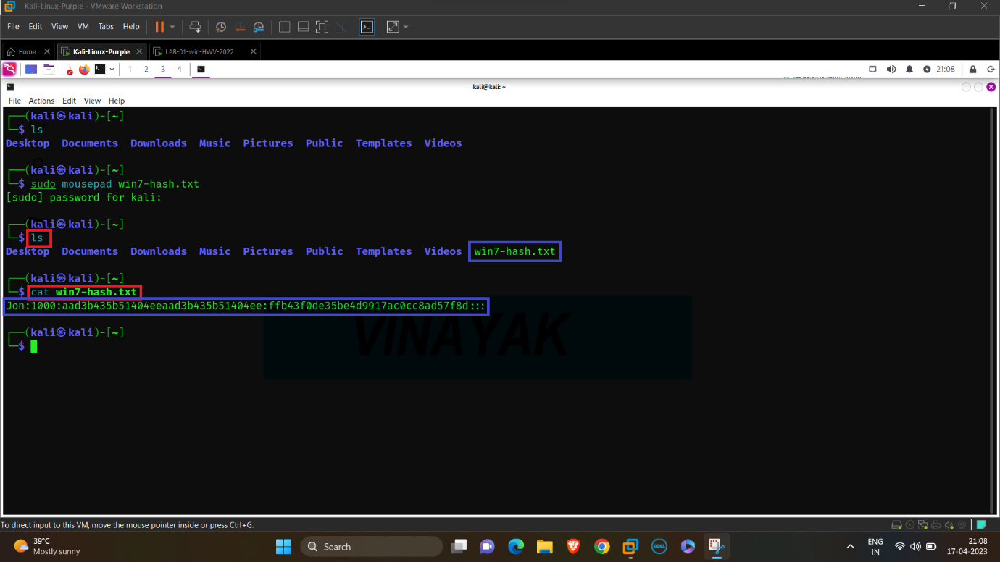 Kali-Linux-Purple - VMware Workstation
File Edit View VM Tabs Help
Home Kali-Linux-Purple LAB-01-win-HWV-2022
1 2 3 4 21:08
kali@kali: ~
File Actions Edit View Help
┌──(kali㉿kali)-[~]
└─$ ls
Desktop Documents Downloads Music Pictures Public Templates Videos
┌──(kali㉿kali)-[~]
└─$ sudo mousepad win7-hash.txt
[sudo] password for kali:
┌──(kali㉿kali)-[~]
└─$ ls
Desktop Documents Downloads Music Pictures Public Templates Videos win7-hash.txt
┌──(kali㉿kali)-[~]
└─$ cat win7-hash.txt
Jon:1000:aad3b435b51404eeaad3b435b51404ee:ffb43f0de35be4d9917ac0cc8ad57f8d:::
┌──(kali㉿kali)-[~]
└─$
VINAYAK
To direct input to this VM, move the mouse pointer inside or press Ctrl+G.
39°C
Mostly sunny
Search
DELL
ENG
IN
21:08
17-04-2023